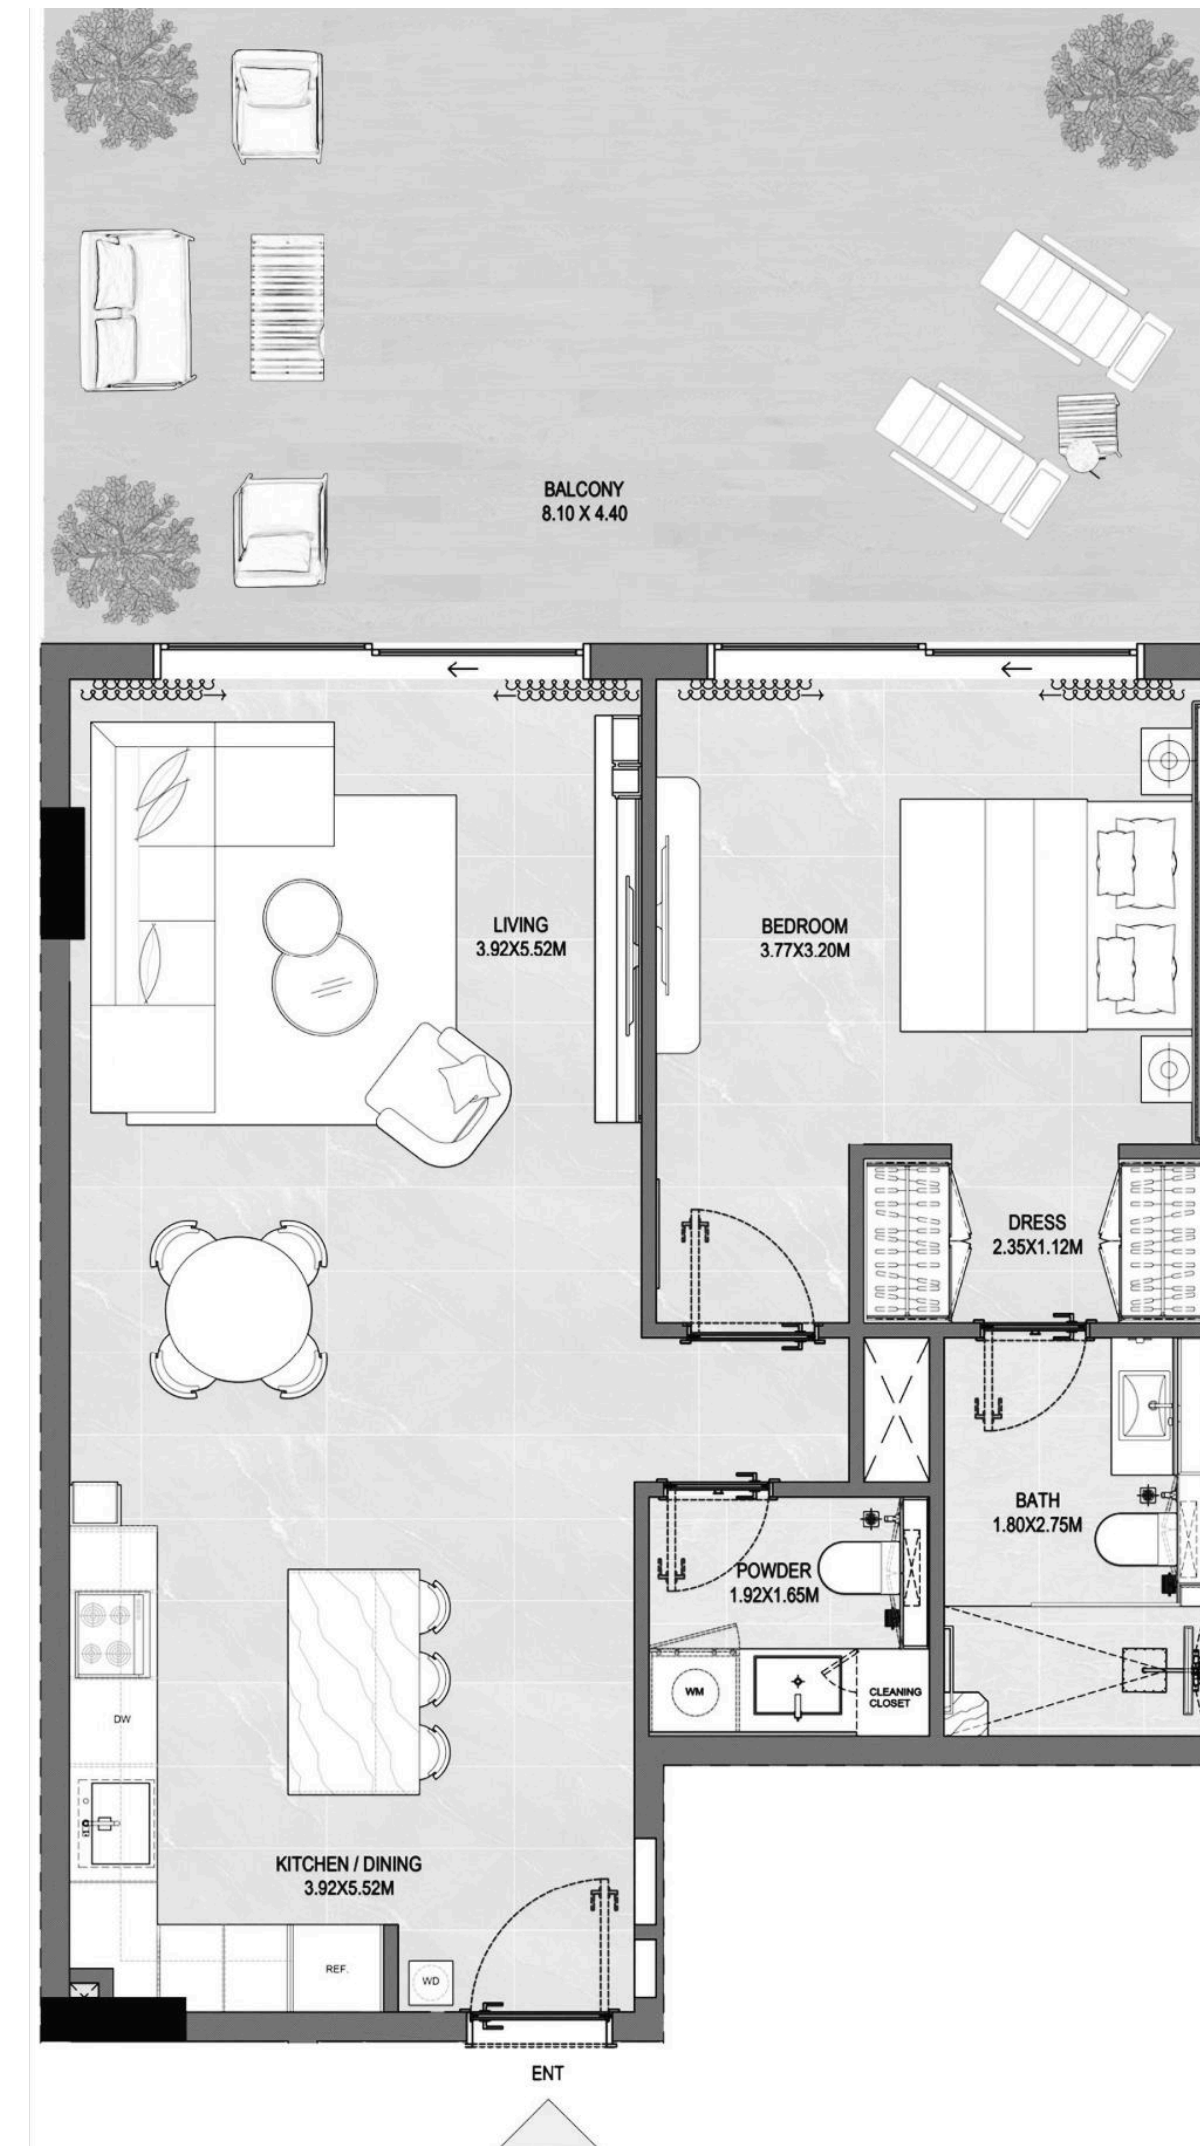 BALCONY
8.10 X 4.40
LIVING
3.92X5.52M
BEDROOM
3.77X3.20M
DRESS
2.35X1.12M
BATH
1.80X2.75M
POWDER
1.92X1.65M
WM
CLEANING
CLOSET
DW
KITCHEN / DINING
3.92X5.52M
REF.
WD
ENT